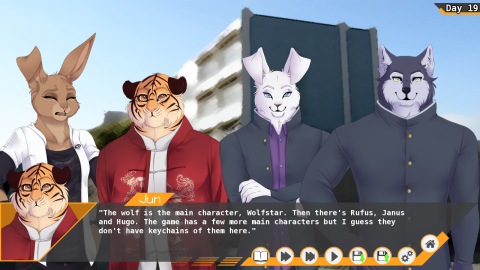 Day 19
Jun
"The wolf is the main character, Wolfstar. Then there's Rufus, Janus
and Hugo. The game has a few more main characters but I guess they
don't have keychains of them here."